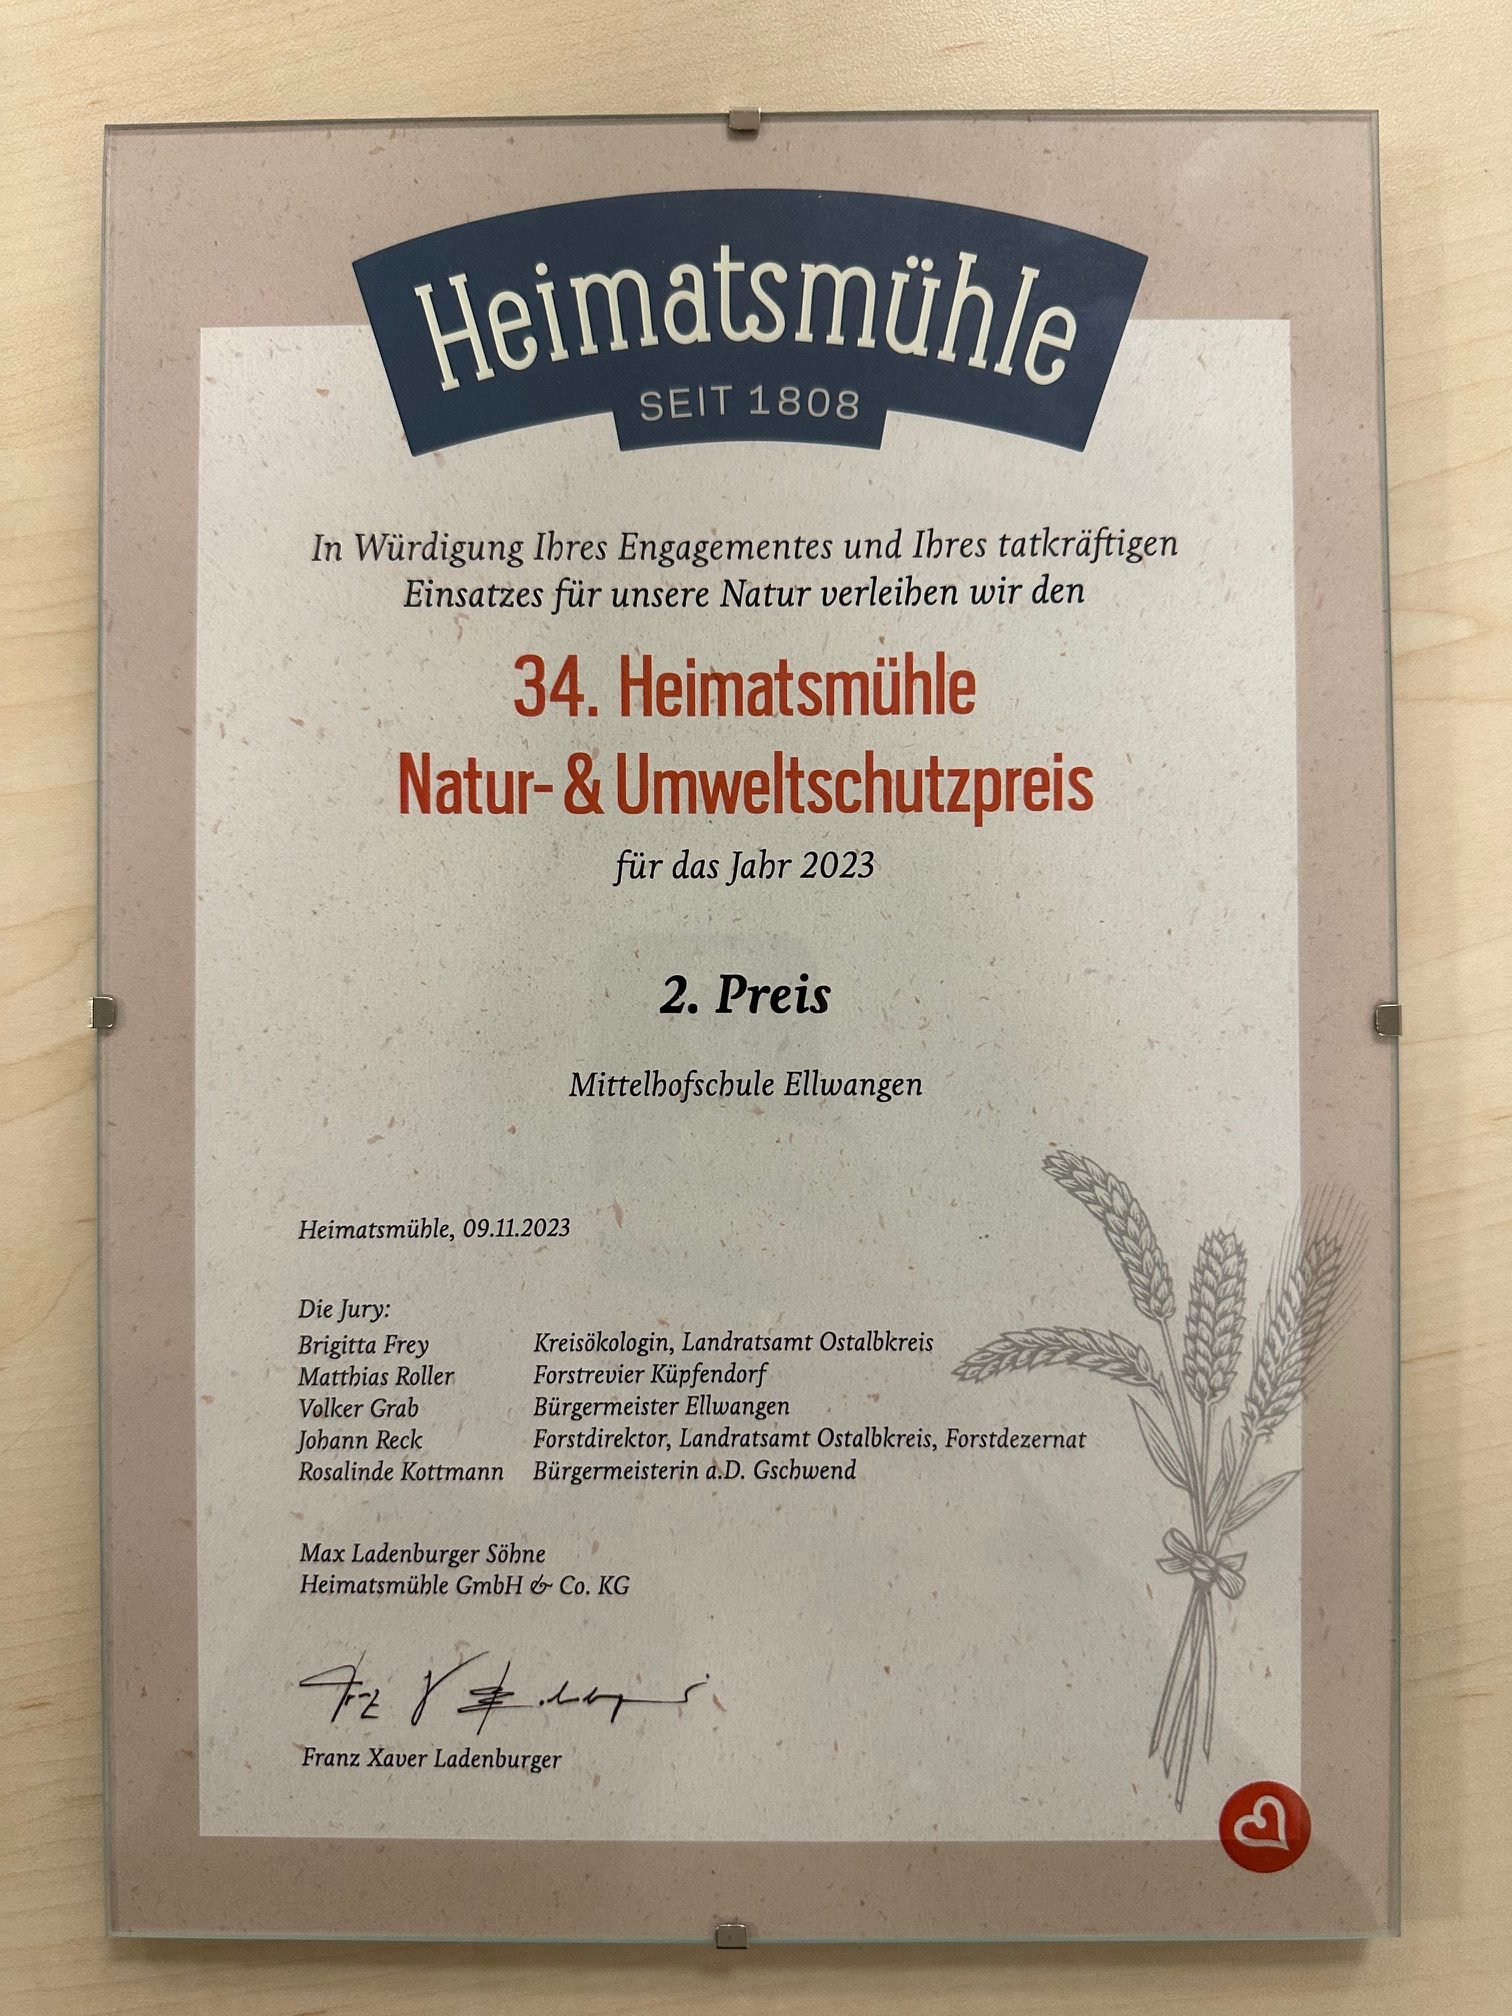 Heimatsmühle
SEIT 1808
In Würdigung Ihres Engagementes und Ihres tatkräftigen
Einsatzes für unsere Natur verleihen wir den
34. Heimatsmühle
Natur- & Umweltschutzpreis
für das Jahr 2023
2. Preis
Mittelhofschule Ellwangen
Heimatsmühle, 09.11.2023
Die Jury:
Brigitta Frey Kreisökologin, Landratsamt Ostalbkreis
Matthias Roller Forstrevier Küpfendorf
Volker Grab Bürgermeister Ellwangen
Johann Reck Forstdirektor, Landratsamt Ostalbkreis, Forstdezernat
Rosalinde Kottmann Bürgermeisterin a.D. Gschwend
Max Ladenburger Söhne
Heimatsmühle GmbH & Co. KG
Franz Xaver Ladenburger